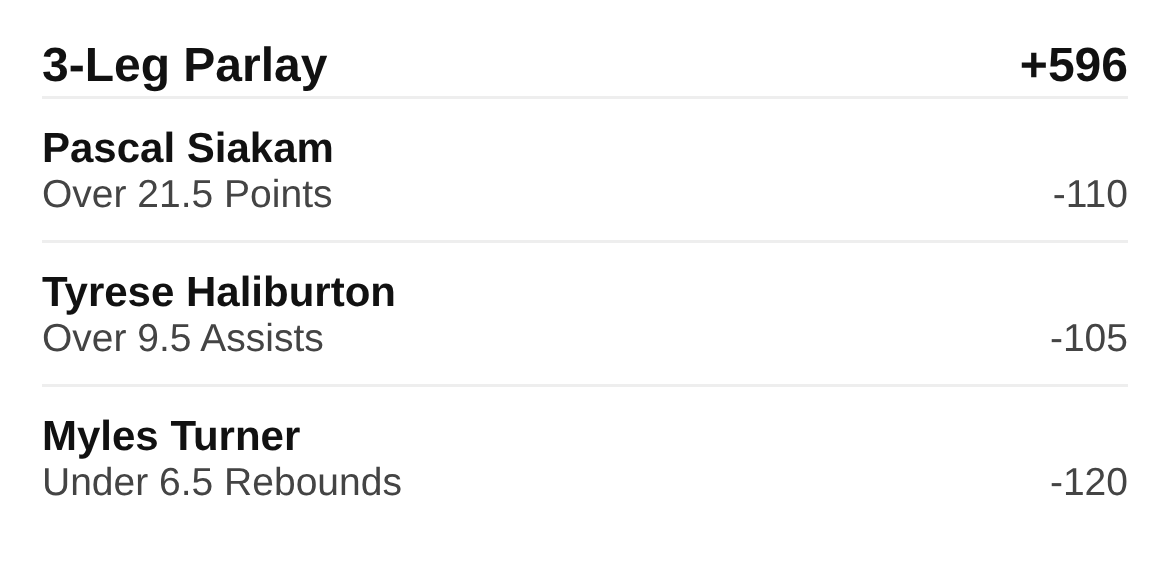 3-Leg Parlay +596
Pascal Siakam
Over 21.5 Points -110
Tyrese Haliburton
Over 9.5 Assists -105
Myles Turner
Under 6.5 Rebounds -120